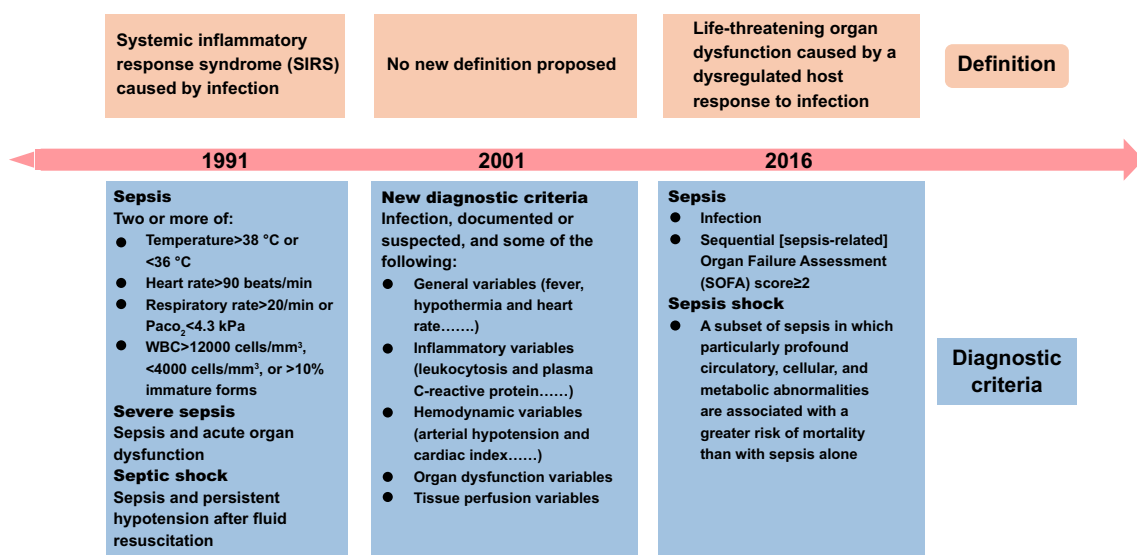 Systemic inflammatory
response syndrome (SIRS)
caused by infection
No new definition proposed
Life-threatening organ
dysfunction caused by a
dysregulated host
response to infection
Definition
1991
2001
2016
Sepsis
Two or more of:
● Temperature>38 °C or
<36 °C
● Heart rate>90 beats/min
● Respiratory rate>20/min or
Paco₂<4.3 kPa
● WBC>12000 cells/mm³,
<4000 cells/mm³, or >10%
immature forms
Severe sepsis
Sepsis and acute organ
dysfunction
Septic shock
Sepsis and persistent
hypotension after fluid
resuscitation
New diagnostic criteria
Infection, documented or
suspected, and some of the
following:
● General variables (fever,
hypothermia and heart
rate…….)
● Inflammatory variables
(leukocytosis and plasma
C-reactive protein……)
● Hemodynamic variables
(arterial hypotension and
cardiac index……)
● Organ dysfunction variables
● Tissue perfusion variables
Sepsis
● Infection
● Sequential [sepsis-related]
Organ Failure Assessment
(SOFA) score≥2
Sepsis shock
● A subset of sepsis in which
particularly profound
circulatory, cellular, and
metabolic abnormalities
are associated with a
greater risk of mortality
than with sepsis alone
Diagnostic
criteria